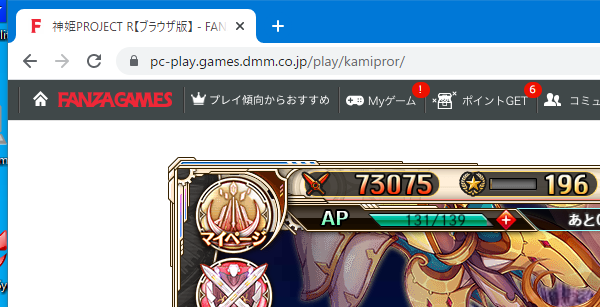 神姫PROJECT R【ブラウザ版】 - FAN
pc-play.games.dmm.co.jp/play/kamipror/
FANZA GAMES
プレイ傾向からおすすめ
Myゲーム
!
ポイントGET
6
コミュ
73075
196
マイページ
AP
131/139
あと